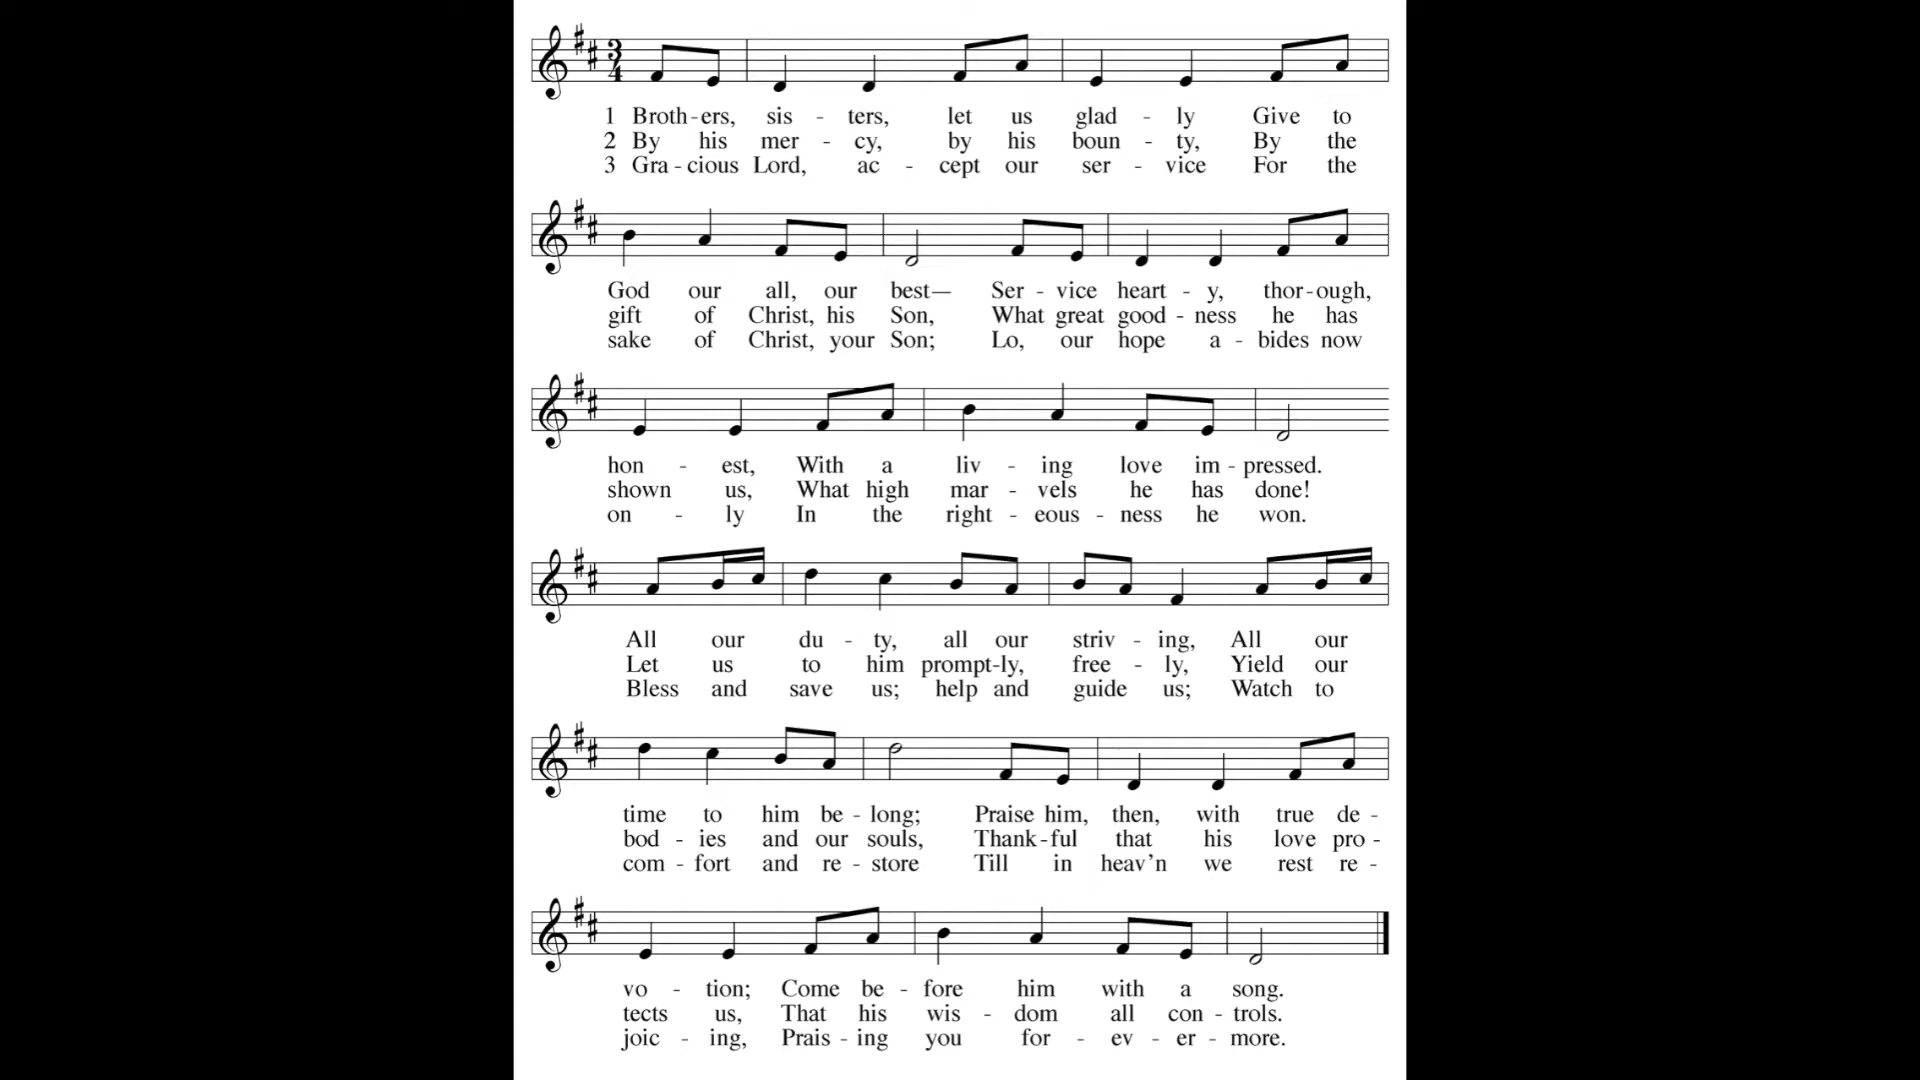 3
4
1 Broth-ers, sis - ters, let us glad - ly Give to
2 By his mer - cy, by his boun - ty, By the
3 Gra - cious Lord, ac - cept our ser - vice For the
God our all, our best— Ser - vice heart - y, thor-ough,
gift of Christ, his Son, What great good - ness he has
sake of Christ, your Son; Lo, our hope a - bides now
hon - est, With a liv - ing love im - pressed.
shown us, What high mar - vels he has done!
on - ly In the right - eous - ness he won.
All our du - ty, all our striv - ing, All our
Let us to him prompt-ly, free - ly, Yield our
Bless and save us; help and guide us; Watch to
time to him be - long; Praise him, then, with true de -
bod - ies and our souls, Thank-ful that his love pro -
com - fort and re - store Till in heav’n we rest re -
vo - tion; Come be - fore him with a song.
tects us, That his wis - dom all con - trols.
joic - ing, Prais - ing you for - ev - er - more.